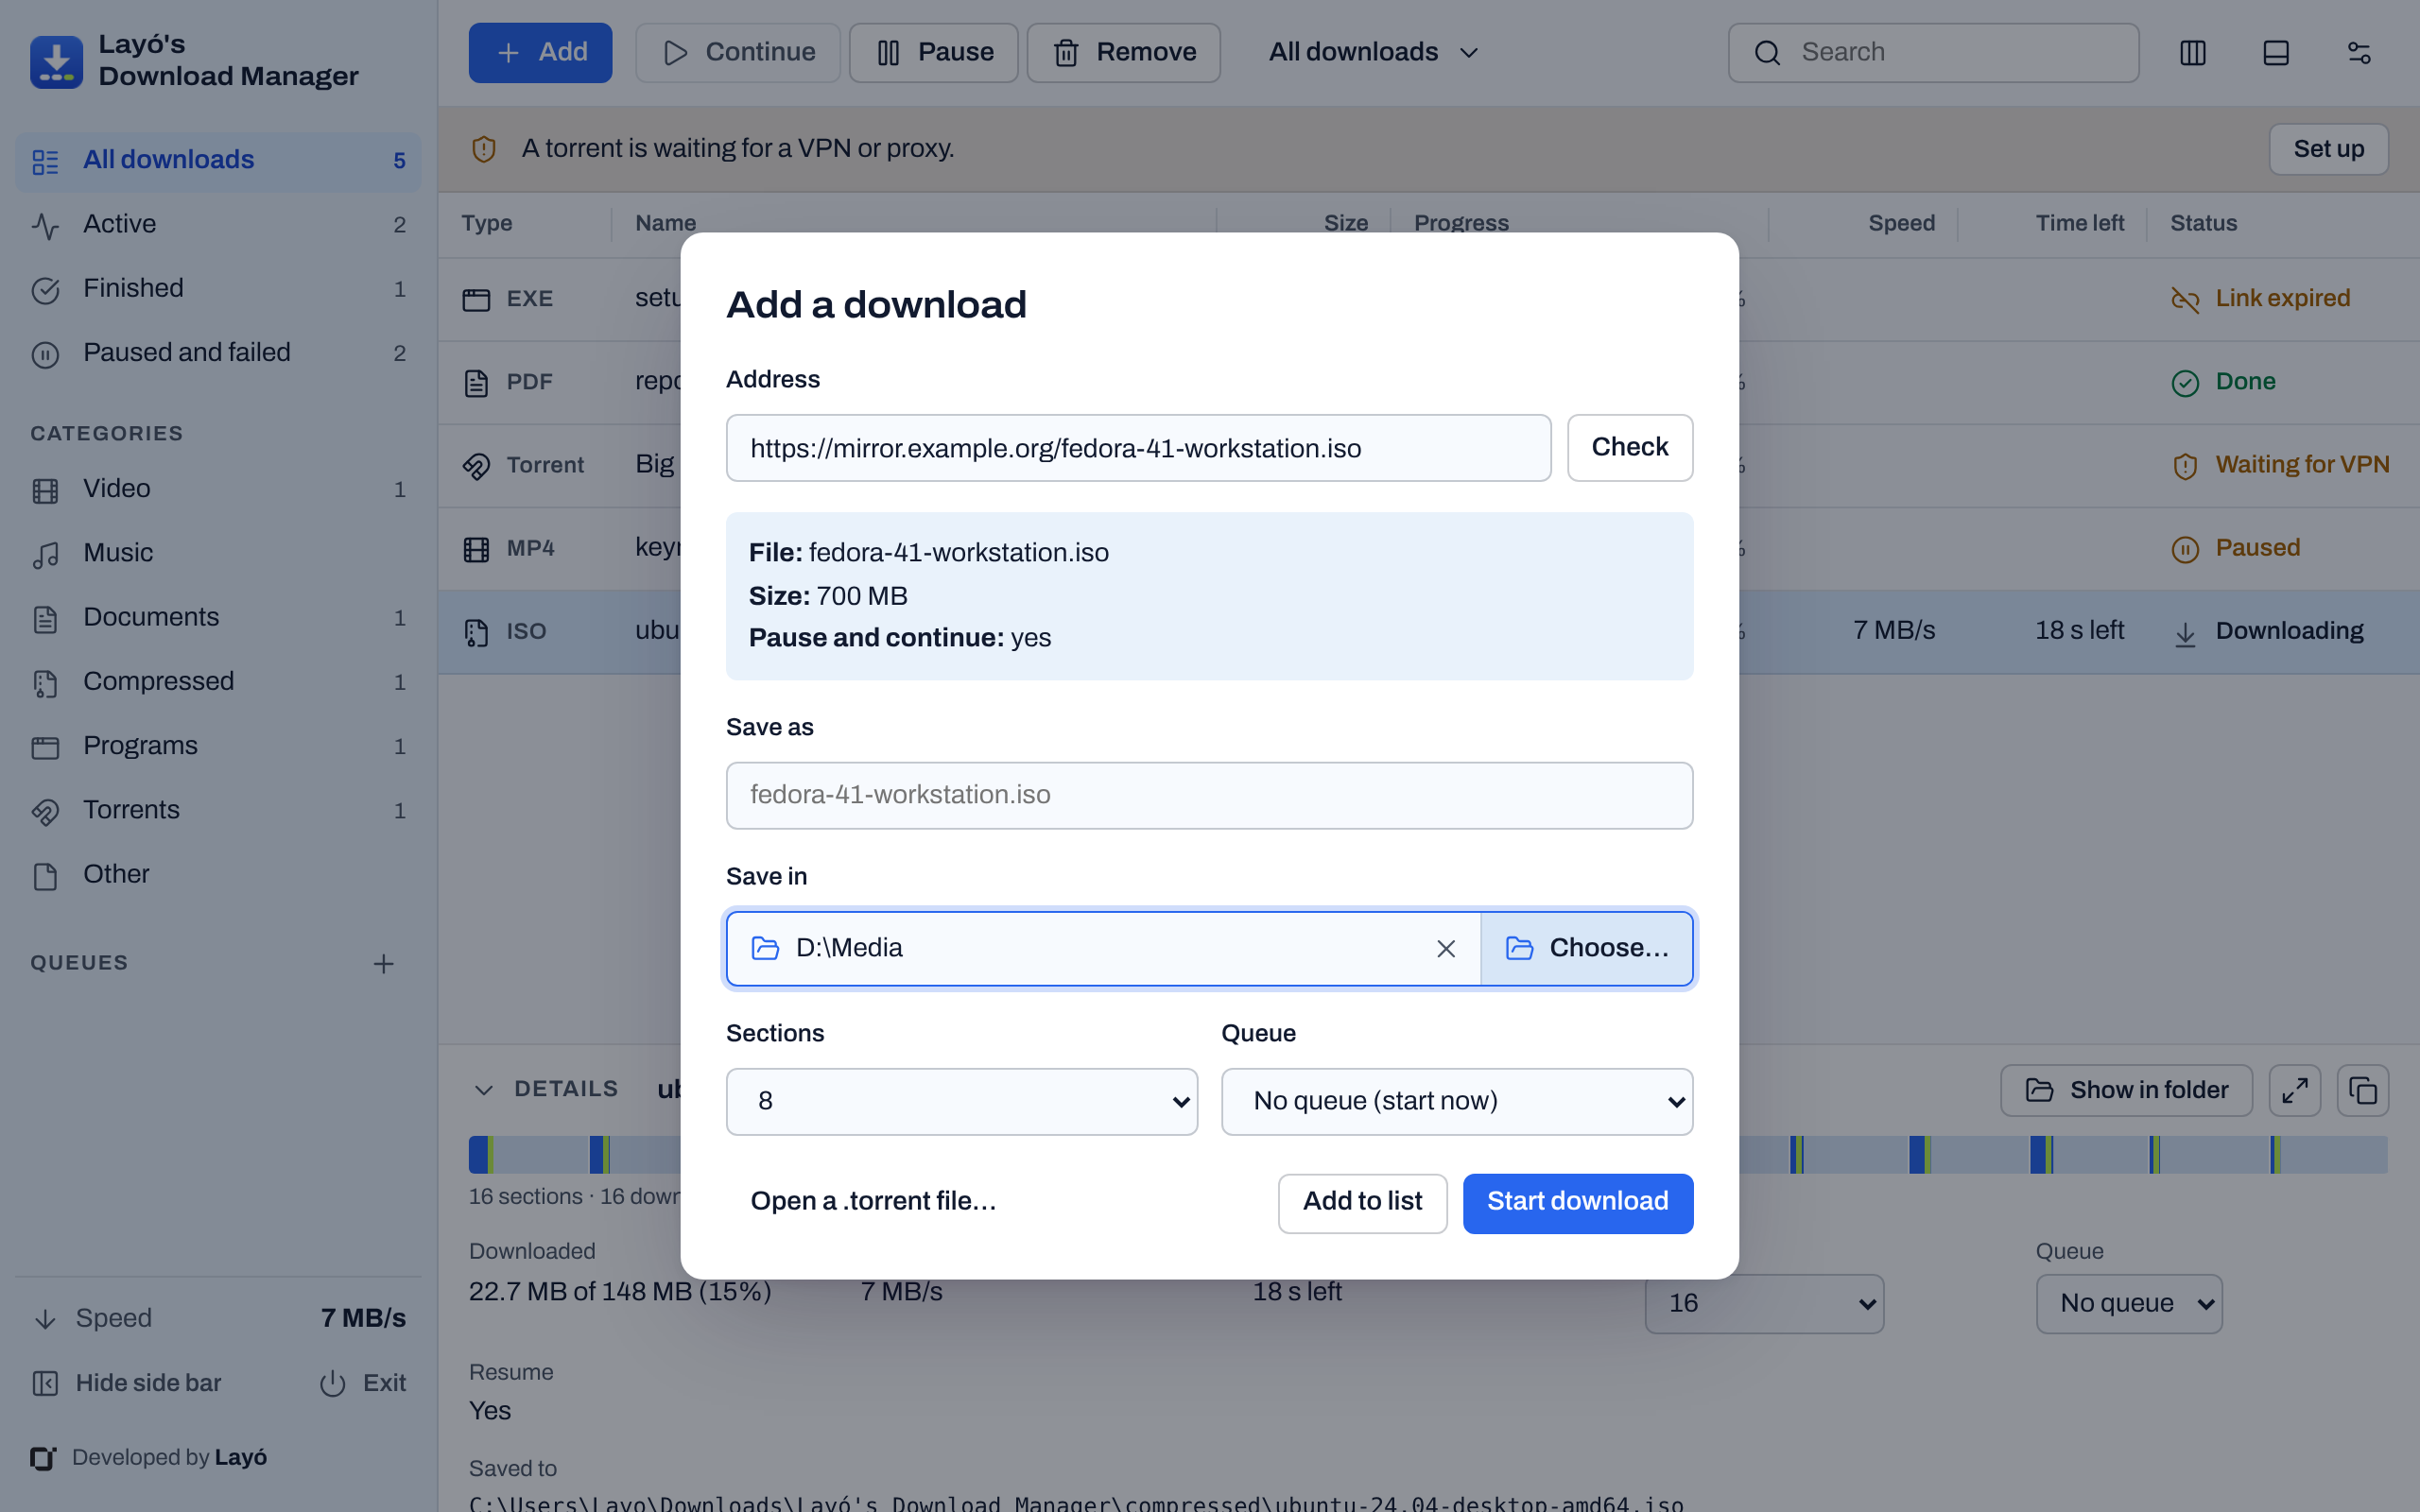 Layó's
Download Manager
Add
Continue
Pause
Remove
All downloads
Search
All downloads 5
Active 2
Finished 1
Paused and failed 2
CATEGORIES
Video 1
Music
Documents 1
Compressed 1
Programs 1
Torrents 1
Other
QUEUES
Speed 7 MB/s
Hide side bar
Exit
Developed by Layó
A torrent is waiting for a VPN or proxy.
Set up
Type Name Size Progress Speed Time left Status
EXE Link expired
PDF Done
Torrent Big Waiting for VPN
MP4 Paused
ISO 7 MB/s 18 s left Downloading
Add a download
Address
https://mirror.example.org/fedora-41-workstation.iso
Check
File: fedora-41-workstation.iso
Size: 700 MB
Pause and continue: yes
Save as
fedora-41-workstation.iso
Save in
D:\Media
Choose...
Sections Queue
8 No queue (start now)
Open a .torrent file...
Add to list
Start download
DETAILS
Show in folder
16 sections · 16
Downloaded
22.7 MB of 148 MB (15%)
7 MB/s
18 s left
16
Queue
No queue
Resume
Yes
Saved to
C:\Users\Layo\Downloads\Layó's Download Manager\compressed\ubuntu-24.04-desktop-amd64.iso